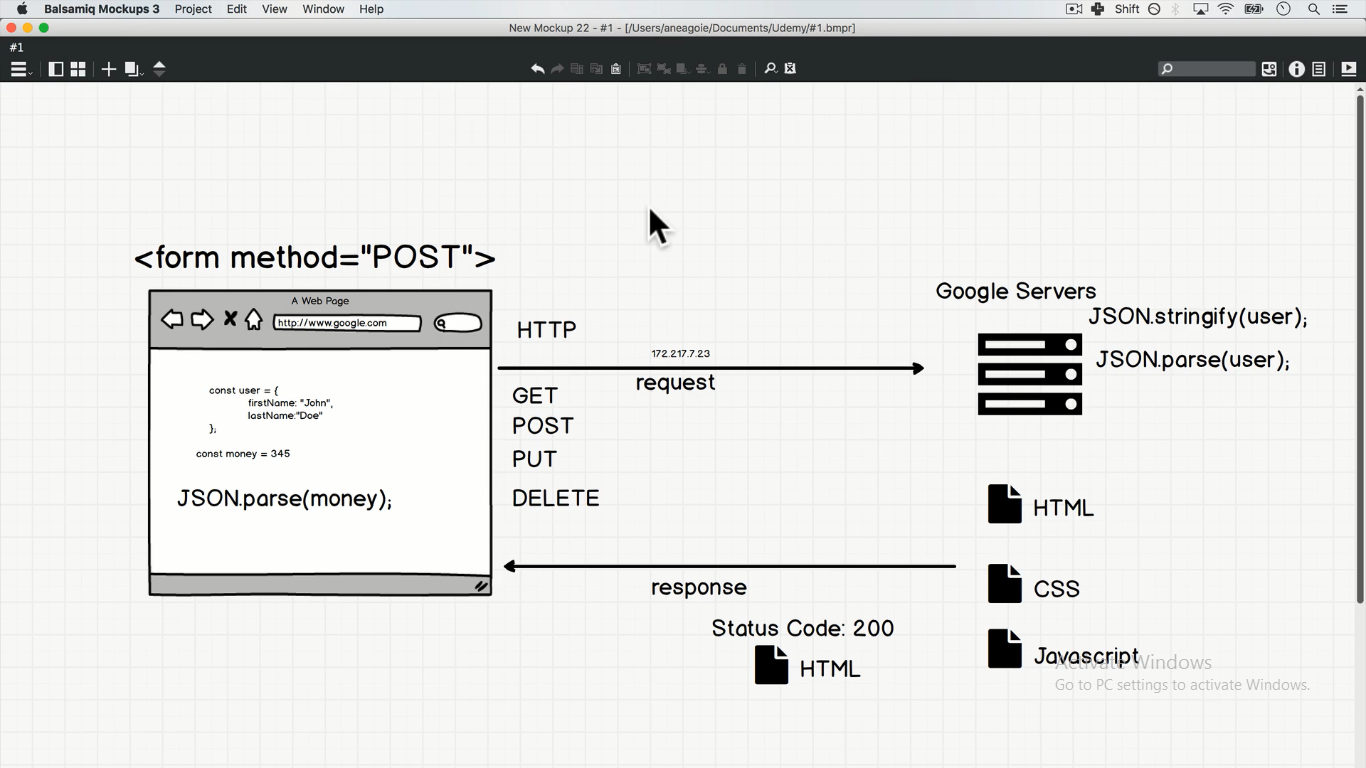 Balsamiq Mockups 3 Project Edit View Window Help Shift
New Mockup 22 - #1 - [/Users/aneagoie/Documents/Udemy/#1.bmpr]
#1
<form method="POST">
A Web Page
http://www.google.com
const user = {
firstName: "John",
lastName:"Doe"
};
const money = 345
JSON.parse(money);
HTTP
172.217.7.23
request
GET
POST
PUT
DELETE
Google Servers
JSON.stringify(user);
JSON.parse(user);
HTML
CSS
Javascript
response
Status Code: 200
HTML
Activate Windows
Go to PC settings to activate Windows.